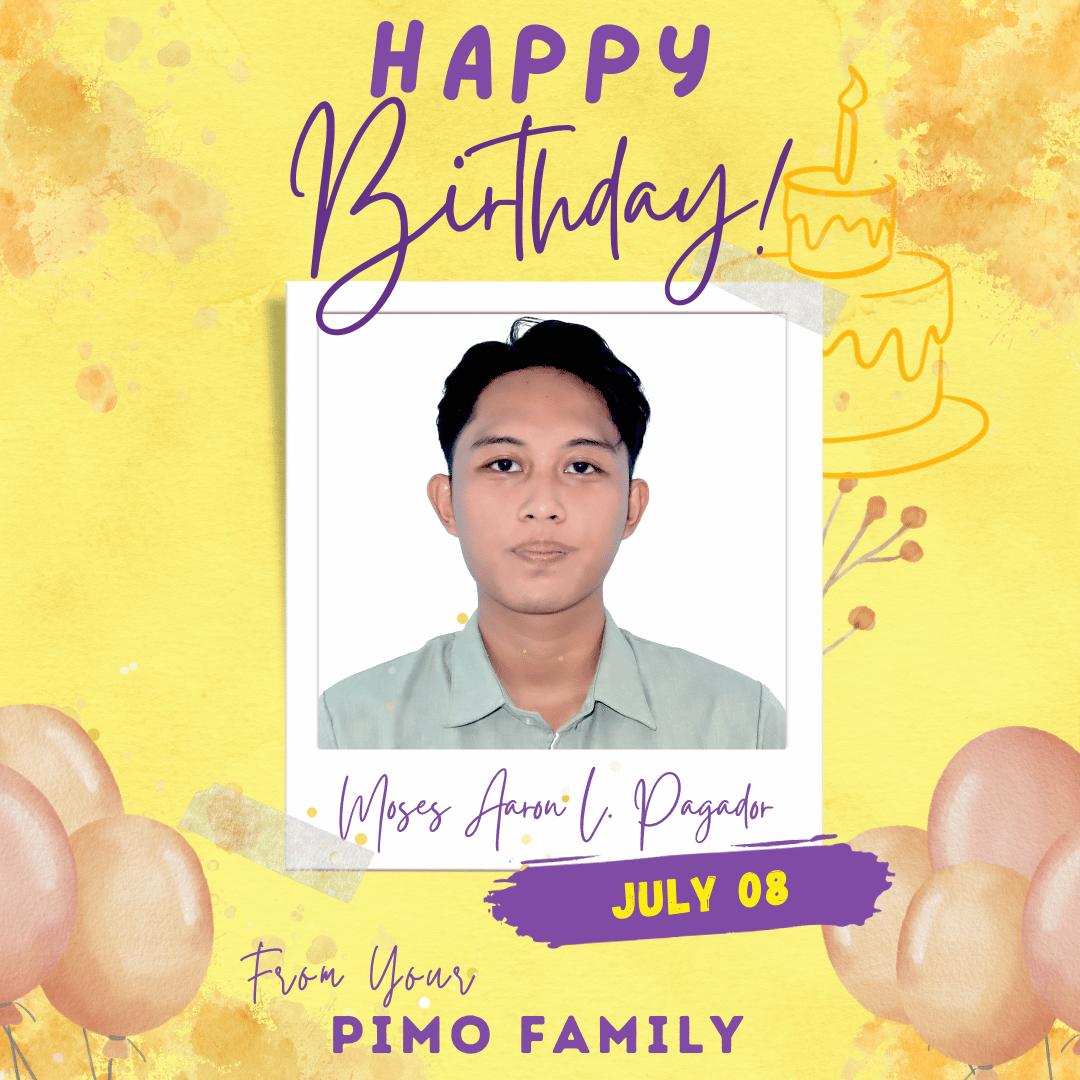 HAPPY
Birthday!
Moses Aaron L. Pagador
JULY 08
From Your
PIMO FAMILY